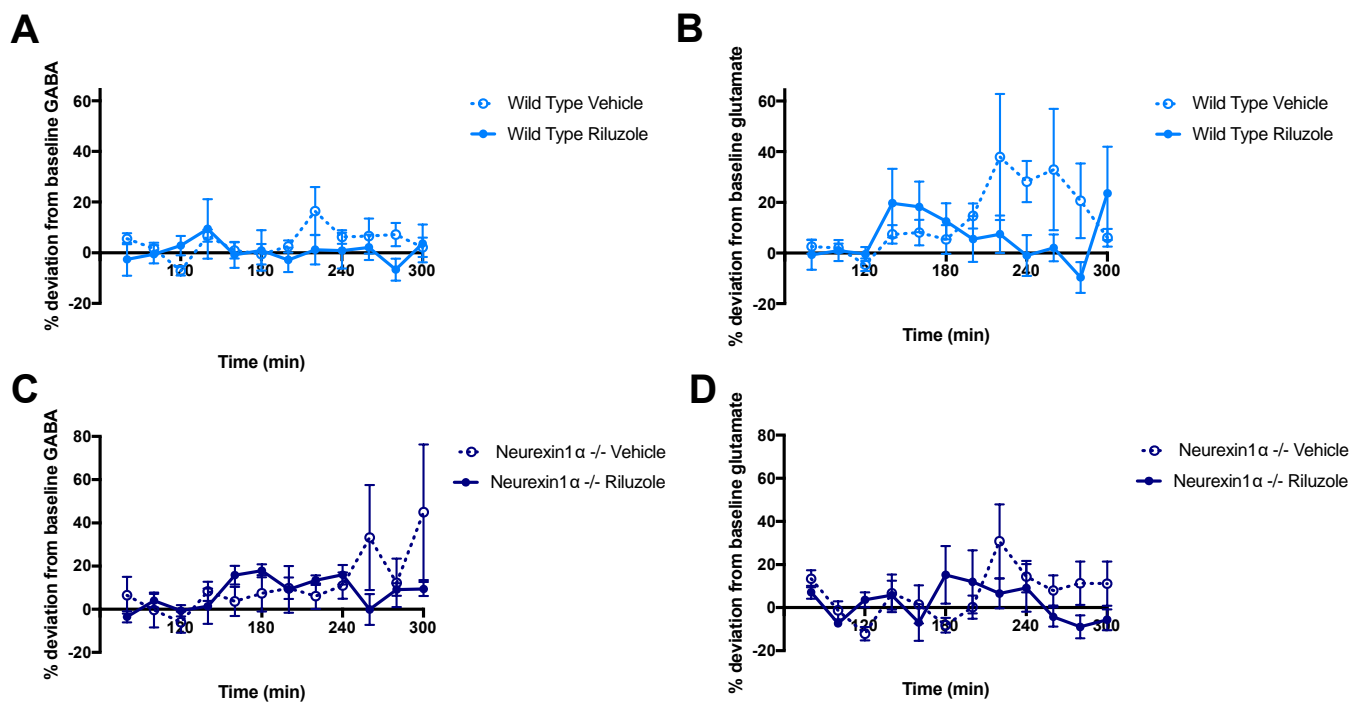 A
% deviation from baseline GABA
60
40
20
0
-20
120
180
240
300
Time (min)
Wild Type Vehicle
Wild Type Riluzole
B
% deviation from baseline glutamate
60
40
20
0
-20
120
180
240
300
Time (min)
Wild Type Vehicle
Wild Type Riluzole
C
% deviation from baseline GABA
80
60
40
20
0
-20
120
180
240
300
Time (min)
Neurexin1α -/- Vehicle
Neurexin1α -/- Riluzole
D
% deviation from baseline glutamate
80
60
40
20
0
-20
120
180
240
300
Time (min)
Neurexin1α -/- Vehicle
Neurexin1α -/- Riluzole